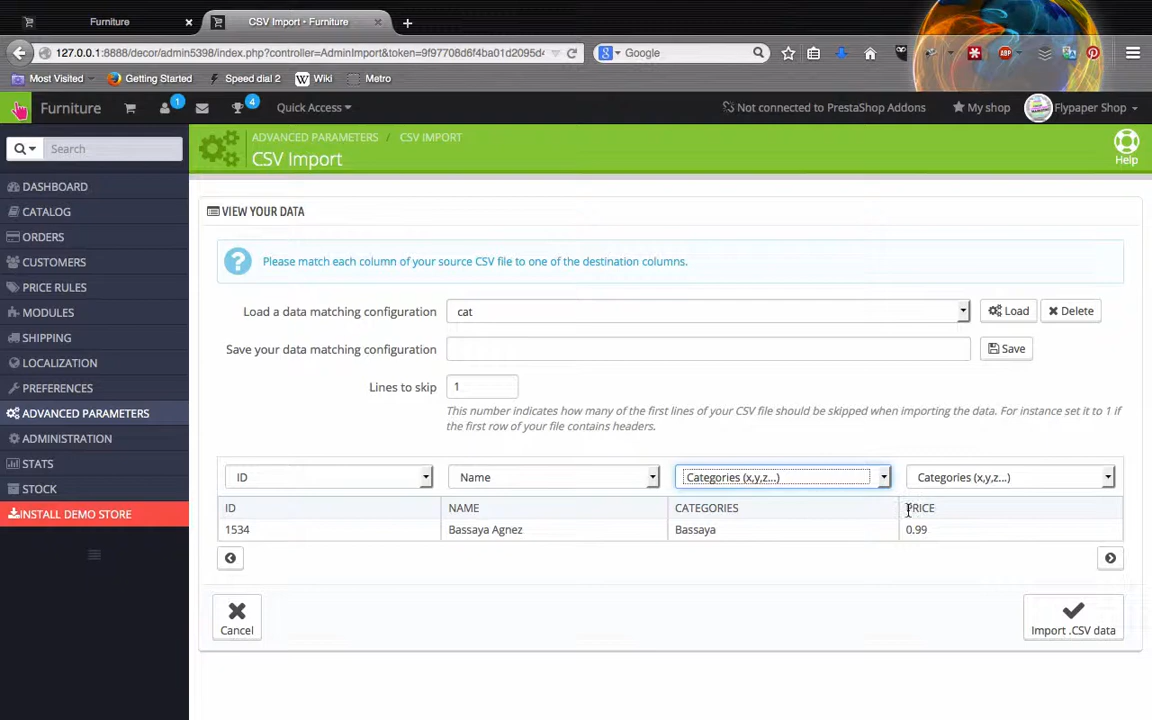 Furniture
CSV Import • Furniture
127.0.0.1:8888/decor/admin5398/index.php?controller=AdminImport&token=9f97708d6f4ba01d2095d4
Google
Most Visited
Getting Started
Speed dial 2
Wiki
Metro
Furniture
1
4
Quick Access
Not connected to PrestaShop Addons
My shop
Flypaper Shop
Search
ADVANCED PARAMETERS / CSV IMPORT
CSV Import
Help
DASHBOARD
CATALOG
ORDERS
CUSTOMERS
PRICE RULES
MODULES
SHIPPING
LOCALIZATION
PREFERENCES
ADVANCED PARAMETERS
ADMINISTRATION
STATS
STOCK
INSTALL DEMO STORE
VIEW YOUR DATA
Please match each column of your source CSV file to one of the destination columns.
Load a data matching configuration
cat
Load
Delete
Save your data matching configuration
Save
Lines to skip
1
This number indicates how many of the first lines of your CSV file should be skipped when importing the data. For instance set it to 1 if
the first row of your file contains headers.
ID
Name
Categories (x,y,z...)
Categories (x,y,z...)
ID NAME CATEGORIES PRICE
1534 Bassaya Agnez Bassaya 0.99
Cancel
Import .CSV data